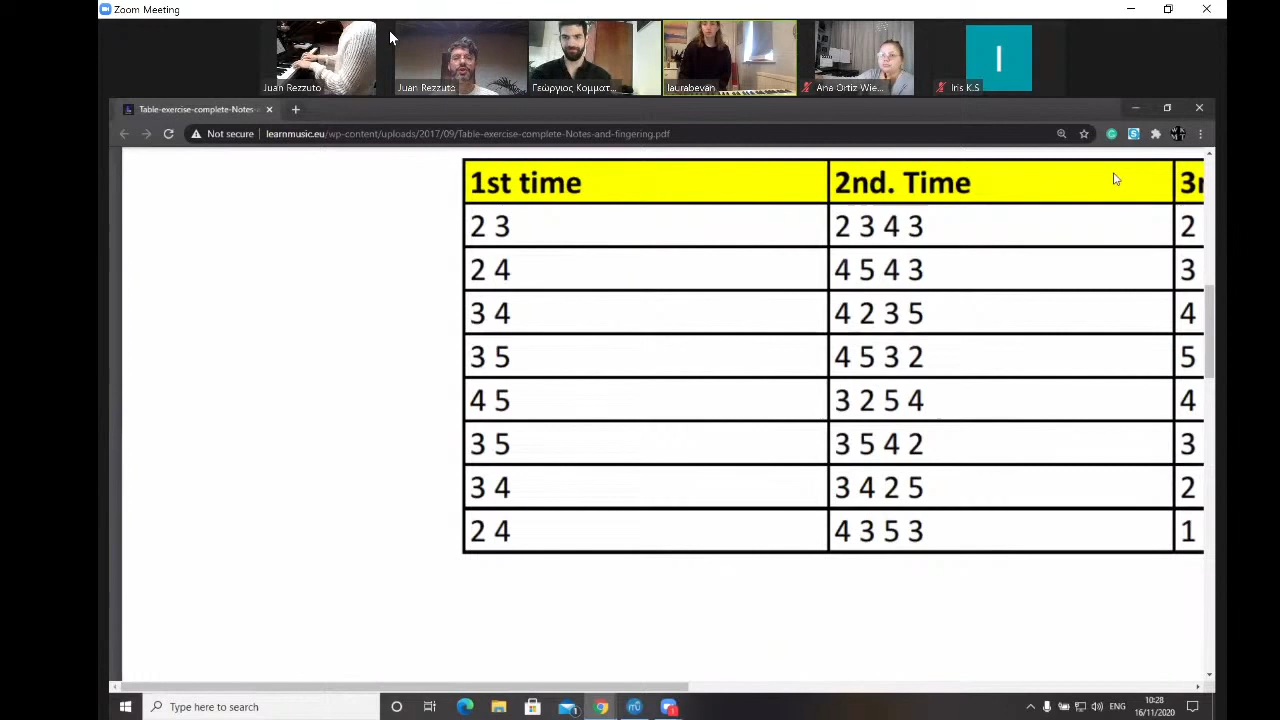 Zoom Meeting
Juan Rezzuto
Juan Rezzuto
Γεώργιος Κομματ...
laurabevan
Ana Ortiz Wie...
I
Iris K.S
Table-exercise-complete-Notes-
Not secure
learnmusic.eu/wp-content/uploads/2017/09/Table-exercise-complete-Notes-and-fingering.pdf
1st time 2nd. Time 3r
2 3 2 3 4 3 2
2 4 4 5 4 3 3
3 4 4 2 3 5 4
3 5 4 5 3 2 5
4 5 3 2 5 4 4
3 5 3 5 4 2 3
3 4 3 4 2 5 2
2 4 4 3 5 3 1
Type here to search
ENG
10:28
16/11/2020